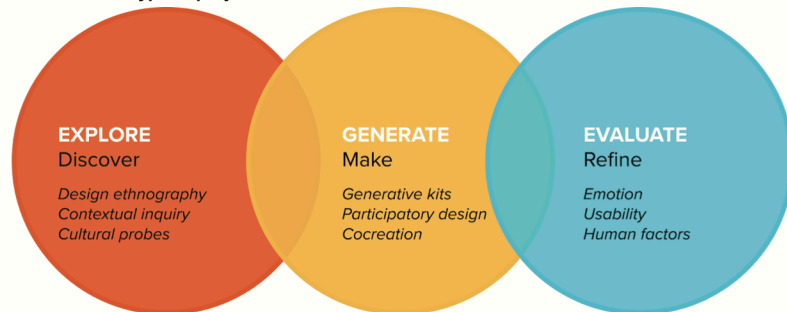 EXPLORE
Discover
Design ethnography
Contextual inquiry
Cultural probes
GENERATE
Make
Generative kits
Participatory design
Cocreation
EVALUATE
Refine
Emotion
Usability
Human factors